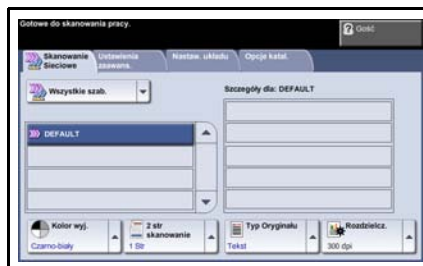 Gotowe do skanowania pracy.
Gość
Skanowanie Sieciowe
Ustawienia zaawans.
Nastaw. układu
Opcje katal.
Wszystkie szab.
Szczegóły dla: DEFAULT
DEFAULT
Kolor wyj.
Czarno-biały
2 str skanowanie
1 Str
Typ Oryginału
Tekst
Rozdzielcz.
300 dpi